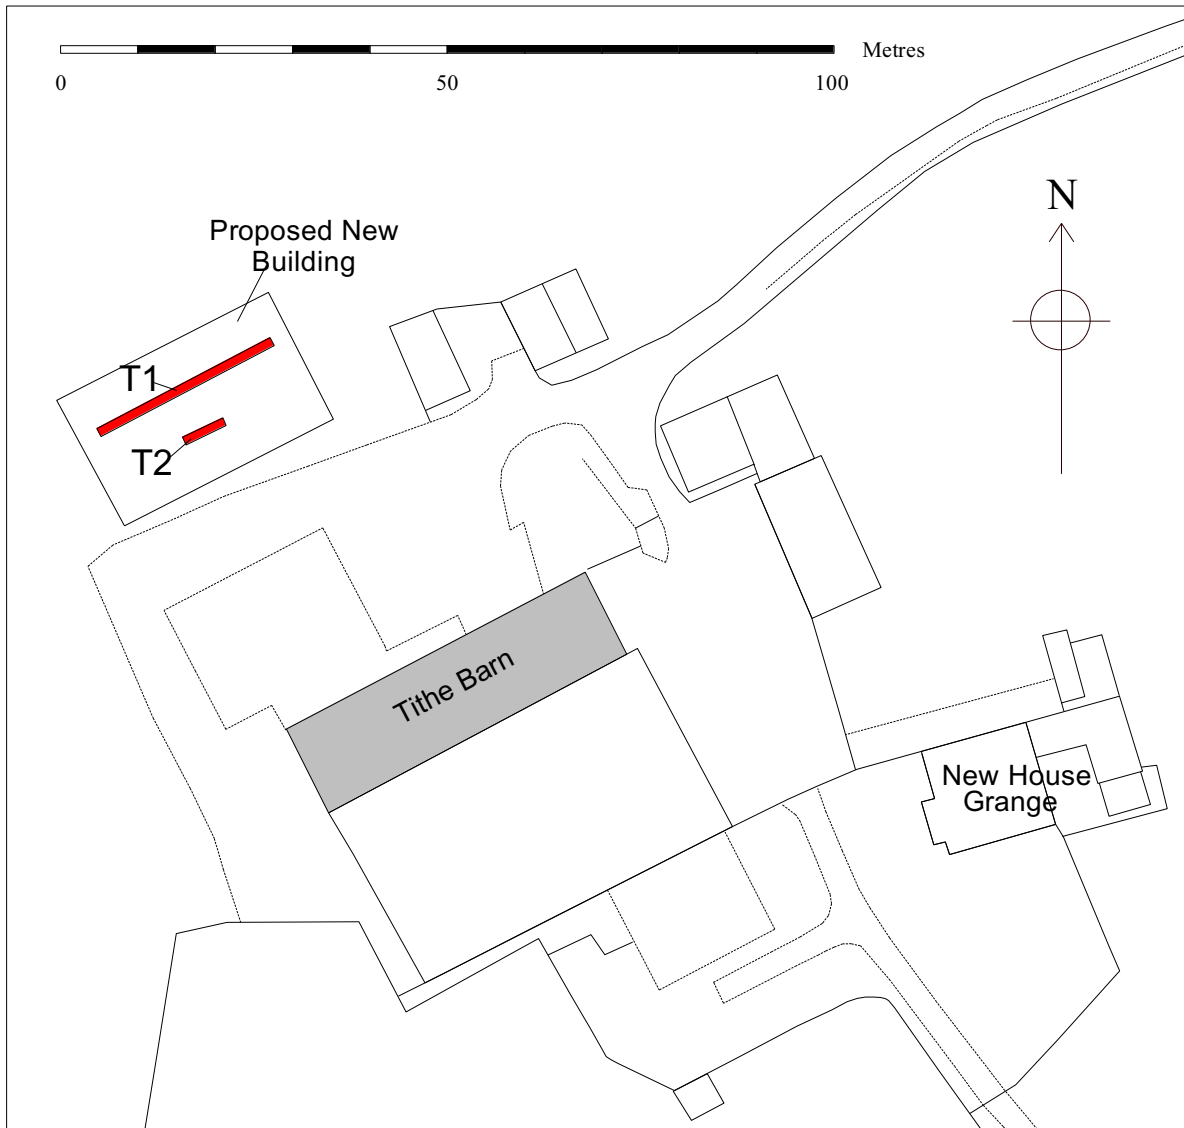 Metres
0 50 100
N
Proposed New
Building
T1
T2
Tithe Barn
New House
Grange